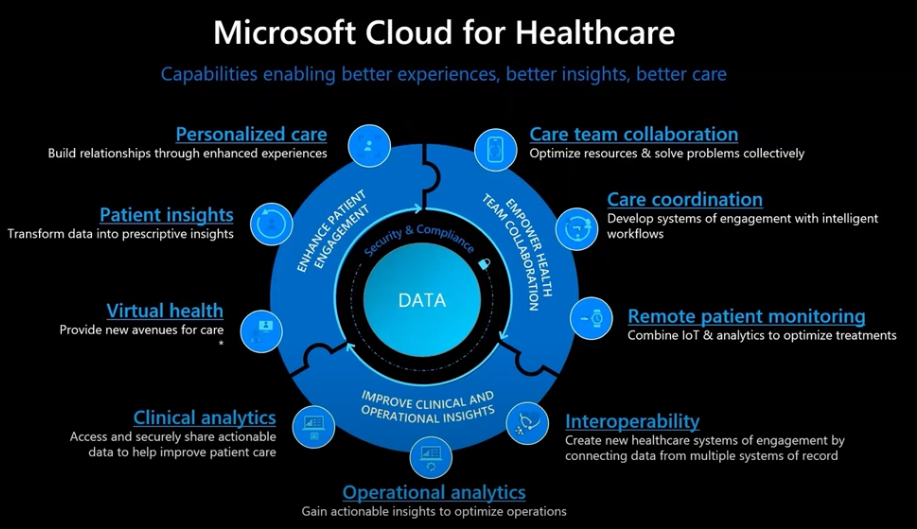 Microsoft Cloud for Healthcare
Capabilities enabling better experiences, better insights, better care
Personalized care
Build relationships through enhanced experiences
Care team collaboration
Optimize resources & solve problems collectively
Patient insights
Transform data into prescriptive insights
Care coordination
Develop systems of engagement with intelligent
workflows
ENHANCE PATIENT
ENGAGEMENT
EMPOWER HEALTH
TEAM COLLABORATION
Security & Compliance
DATA
Virtual health
Provide new avenues for care
*
Remote patient monitoring
Combine IoT & analytics to optimize treatments
IMPROVE CLINICAL AND
OPERATIONAL INSIGHTS
Clinical analytics
Access and securely share actionable
data to help improve patient care
Interoperability
Create new healthcare systems of engagement by
connecting data from multiple systems of record
Operational analytics
Gain actionable insights to optimize operations